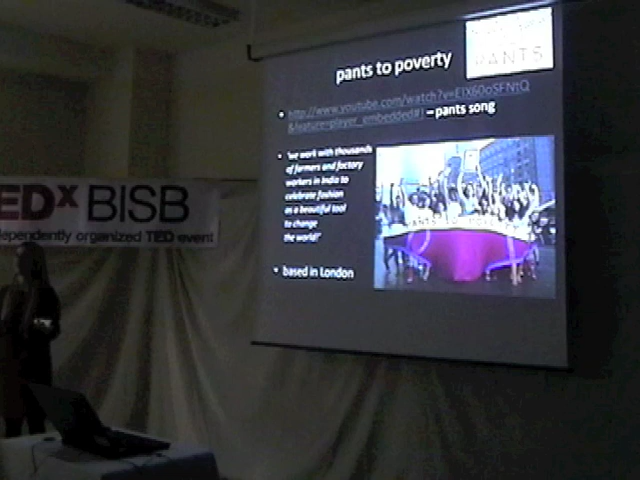 pants to poverty
PANTS
http://www.youtube.com/watch?v=EIX60oSFNtQ
&feature=player_embedded#! – pants song
'we work with thousands
of farmers and factory
workers in India to
celebrate fashion
as a beautiful tool
to change
the world!'
based in London
EDx BISB
dependently organized TED event